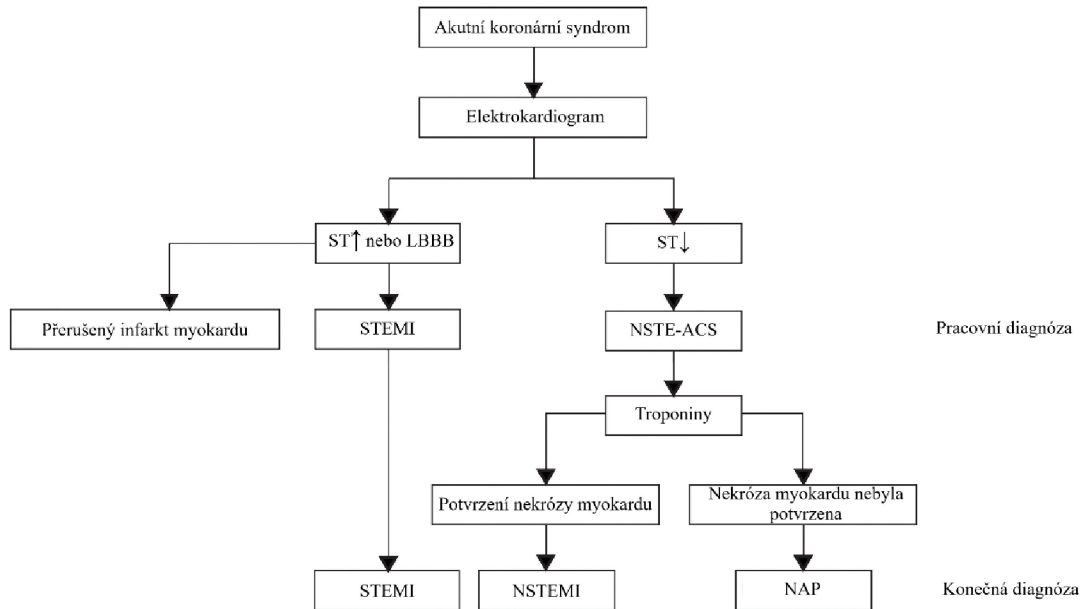 Akutní koronární syndrom
Elektrokardiogram
ST↑ nebo LBBB
ST↓
Přerušený infarkt myokardu
STEMI
NSTE-ACS
Pracovní diagnóza
Troponiny
Potvrzení nekrózy myokardu
Nekróza myokardu nebyla
potvrzena
STEMI
NSTEMI
NAP
Konečná diagnóza